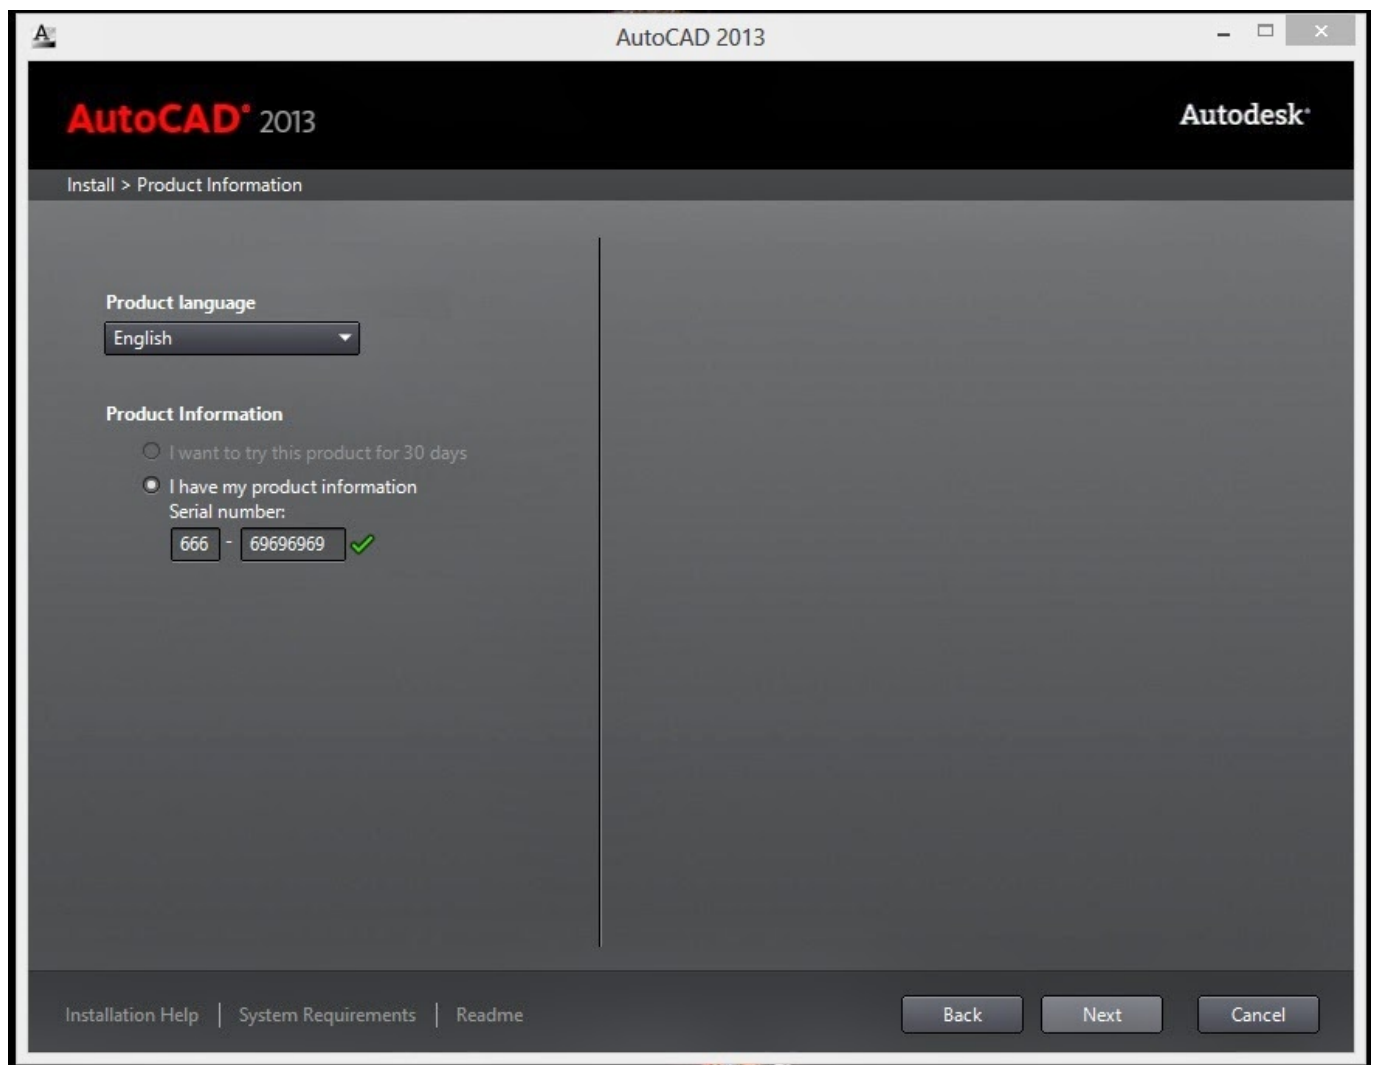 AutoCAD 2013
AutoCAD® 2013
Autodesk®
Install > Product Information
Product language
English
Product Information
I want to try this product for 30 days
I have my product information
Serial number:
666 - 69696969
Installation Help | System Requirements | Readme
Back Next Cancel